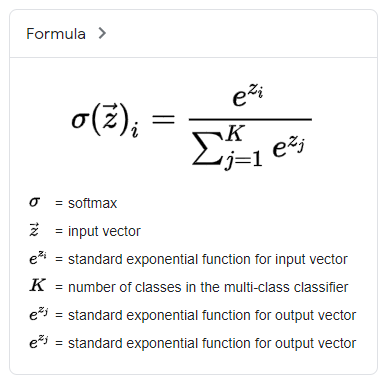 Formula >
σ(z⃗)ᵢ = e^{zᵢ} / ∑_{j=1}^{K} e^{zⱼ}
σ = softmax
z⃗ = input vector
e^{zᵢ} = standard exponential function for input vector
K = number of classes in the multi-class classifier
e^{zⱼ} = standard exponential function for output vector
e^{zⱼ} = standard exponential function for output vector